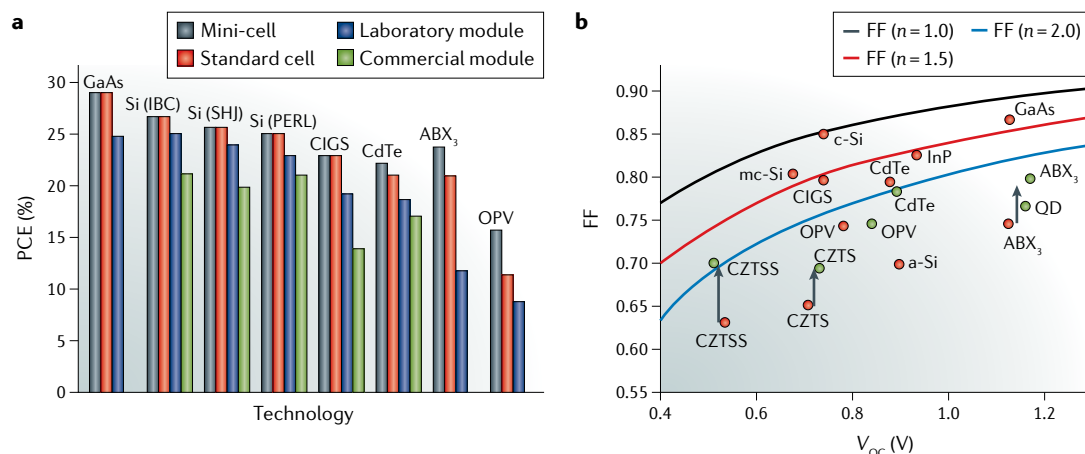 a
Mini-cell
Laboratory module
Standard cell
Commercial module
30
25
20
15
10
5
0
PCE (%)
GaAs
Si (IBC)
Si (SHJ)
Si (PERL)
CIGS
CdTe
ABX3
OPV
Technology
b
FF (n = 1.0)
FF (n = 2.0)
FF (n = 1.5)
0.90
0.85
0.80
0.75
0.70
0.65
0.60
0.55
FF
GaAs
c-Si
InP
mc-Si
CdTe
ABX3
CIGS
CdTe
QD
OPV
OPV
ABX3
CZTSS
CZTS
a-Si
CZTSS
CZTS
0.4
0.6
0.8
1.0
1.2
VOC (V)